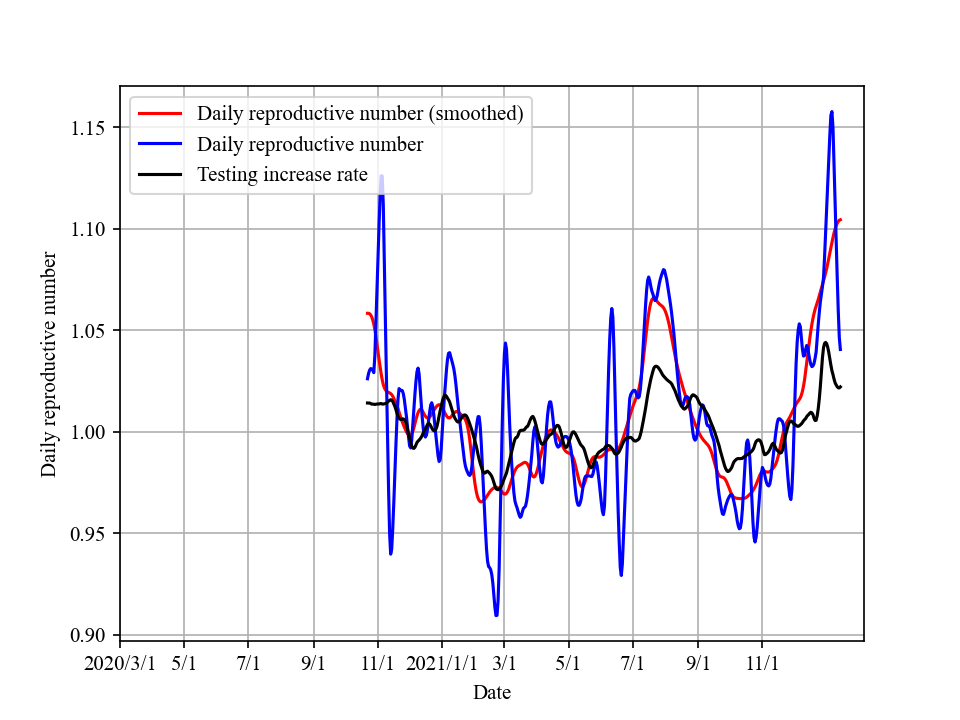 Daily reproductive number (smoothed)
Daily reproductive number
Testing increase rate
Daily reproductive number
1.15
1.10
1.05
1.00
0.95
0.90
2020/3/1 5/1 7/1 9/1 11/1 2021/1/1 3/1 5/1 7/1 9/1 11/1
Date